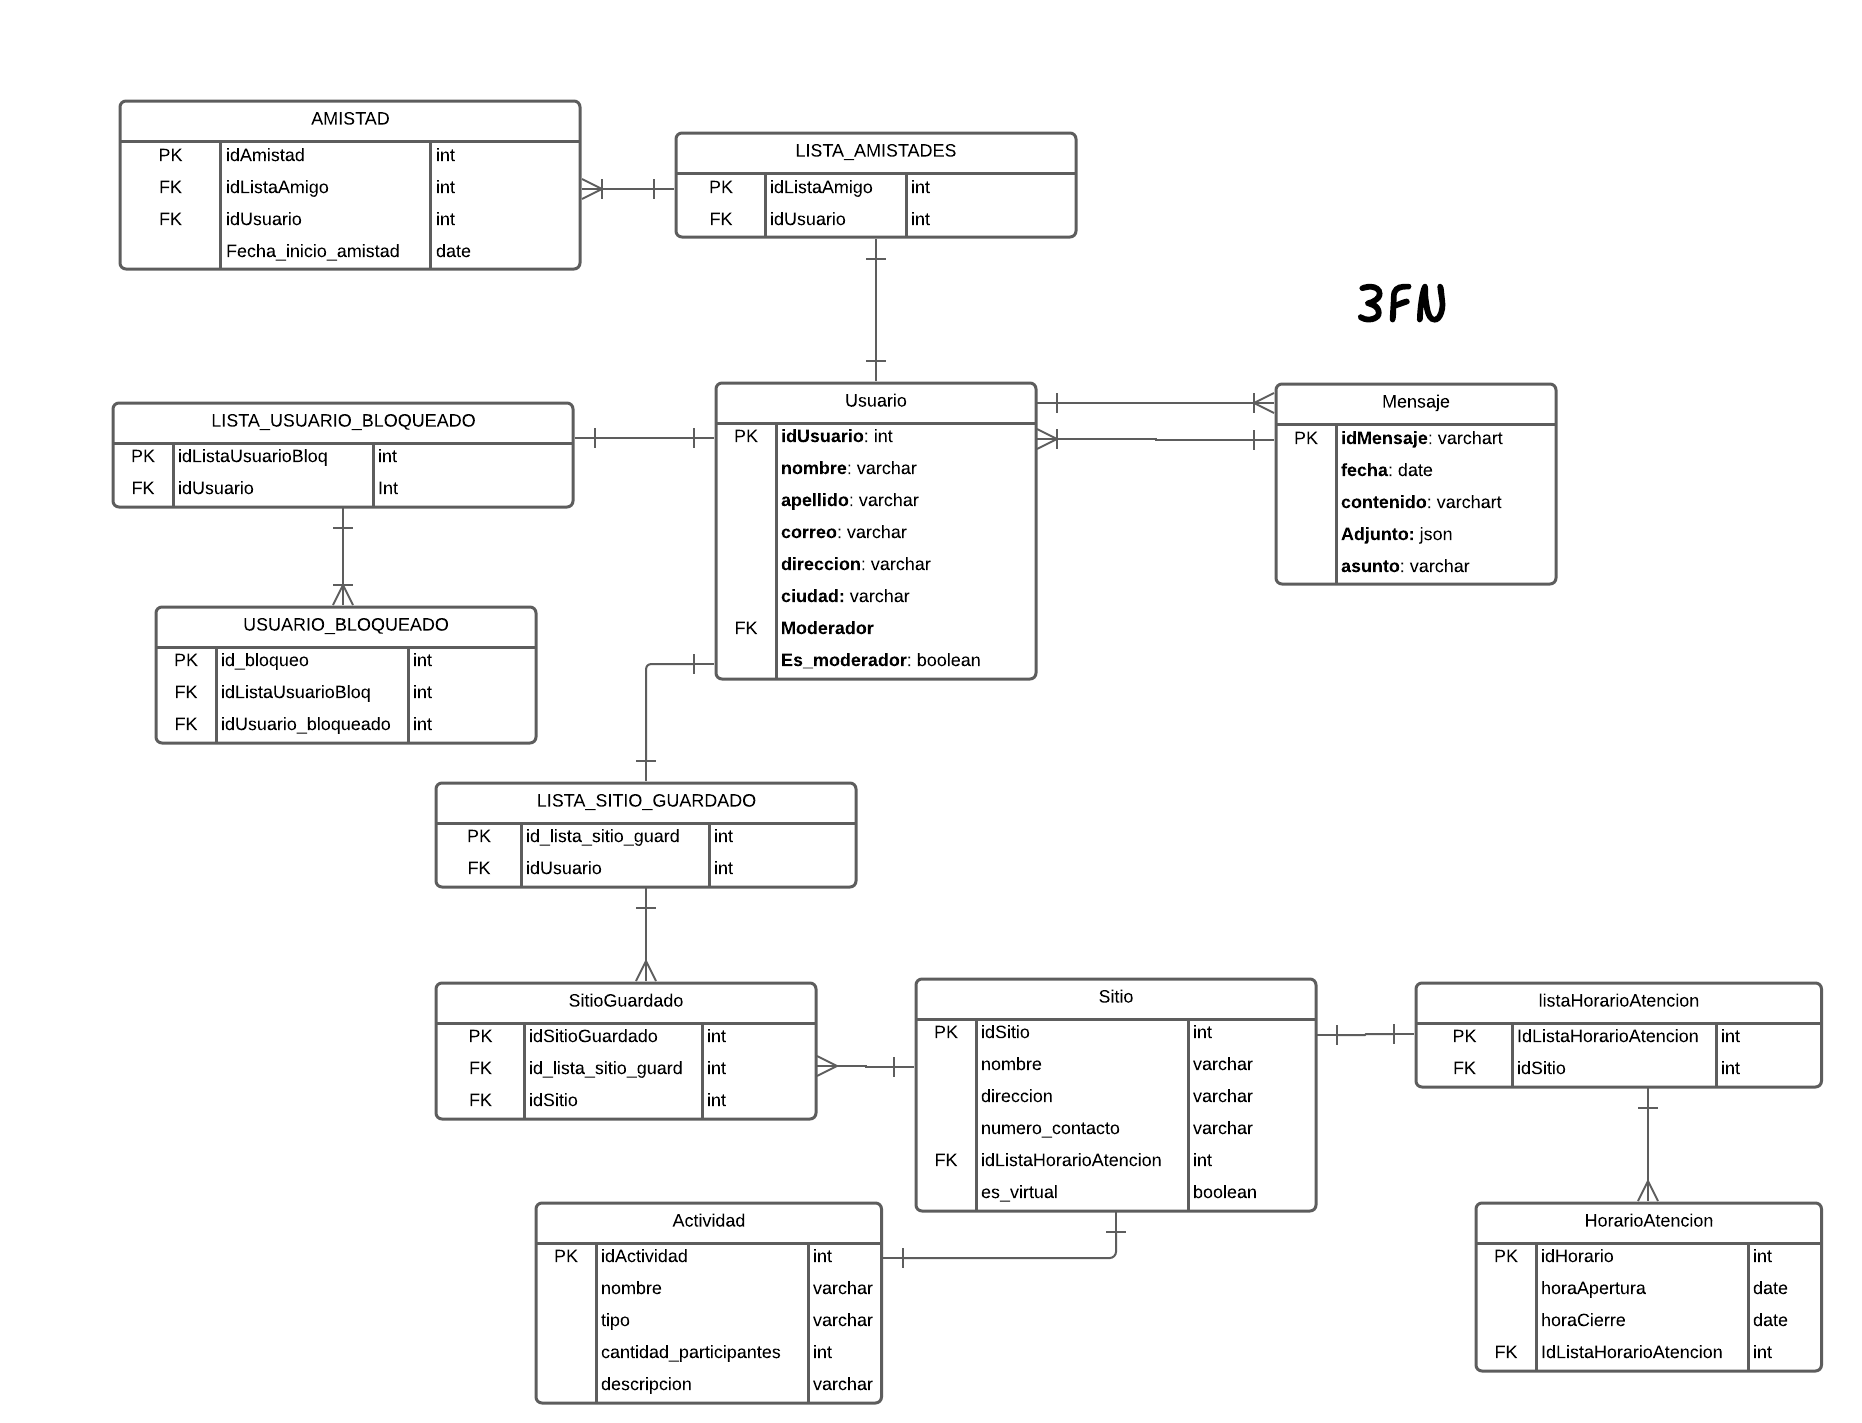 AMISTAD
PK idAmistad int
FK idListaAmigo int
FK idUsuario int
Fecha_inicio_amistad date
LISTA_AMISTADES
PK idListaAmigo int
FK idUsuario int
3FN
LISTA_USUARIO_BLOQUEADO
PK idListaUsuarioBloq int
FK idUsuario Int
Usuario
PK idUsuario: int
nombre: varchar
apellido: varchar
correo: varchar
direccion: varchar
ciudad: varchar
FK Moderador
Es_moderador: boolean
Mensaje
PK idMensaje: varchart
fecha: date
contenido: varchart
Adjunto: json
asunto: varchar
USUARIO_BLOQUEADO
PK id_bloqueo int
FK idListaUsuarioBloq int
FK idUsuario_bloqueado int
LISTA_SITIO_GUARDADO
PK id_lista_sitio_guard int
FK idUsuario int
SitioGuardado
PK idSitioGuardado int
FK id_lista_sitio_guard int
FK idSitio int
Sitio
PK idSitio int
nombre varchar
direccion varchar
numero_contacto varchar
FK idListaHorarioAtencion int
es_virtual boolean
listaHorarioAtencion
PK IdListaHorarioAtencion int
FK idSitio int
Actividad
PK idActividad int
nombre varchar
tipo varchar
cantidad_participantes int
descripcion varchar
HorarioAtencion
PK idHorario int
horaApertura date
horaCierre date
FK IdListaHorarioAtencion int